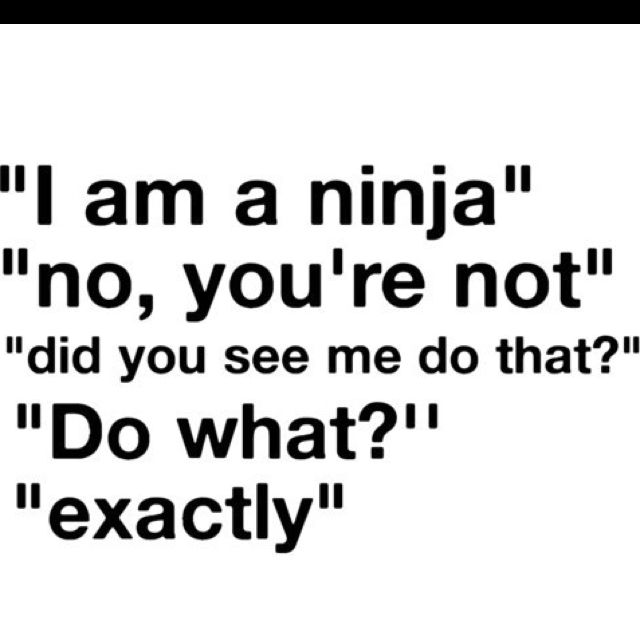 "I am a ninja"
"no, you're not"
"did you see me do that?"
"Do what?''
"exactly"